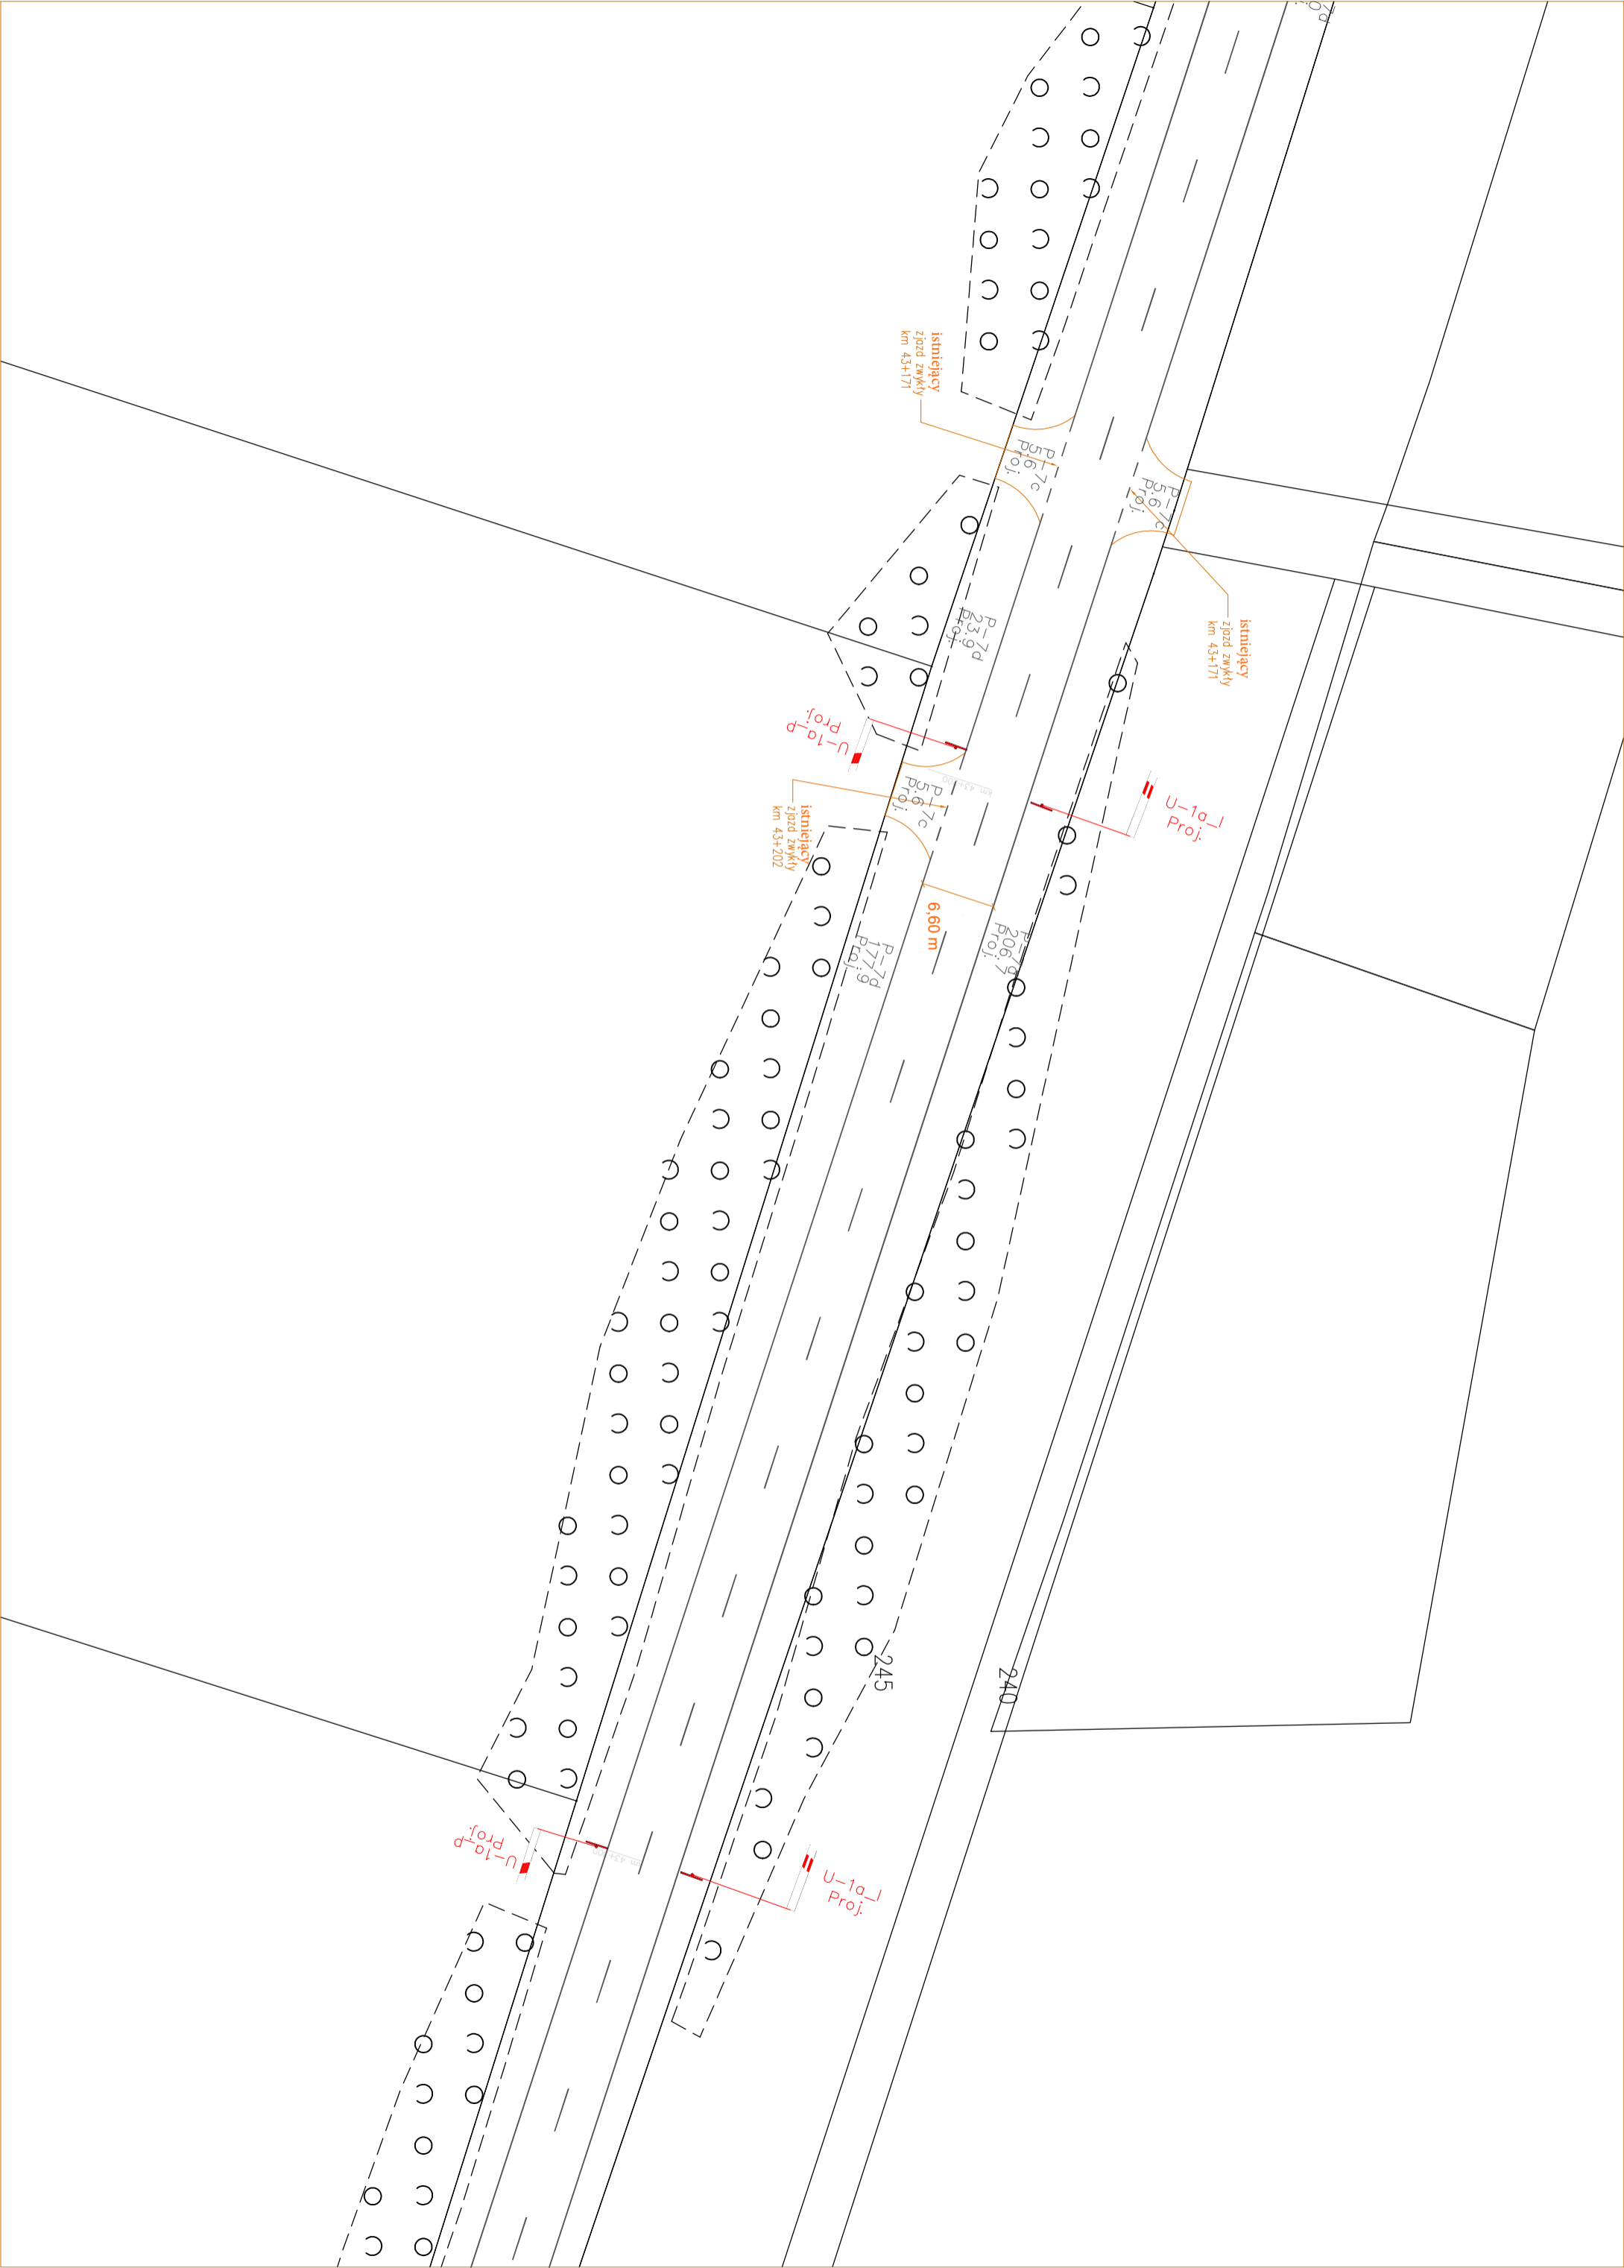 istniejący
zjazd zwykły
km 43+171
P-7c
5.6
Proj.
P-7c
5.6
Proj.
istniejący
zjazd zwykły
km 43+171
P-7d
23.9
Proj.
U-1a_p
Proj.
U-1a_l
Proj.
istniejący
zjazd zwykły
km 43+202
P-7c
5.6
Proj.
6,60 m
P-7d
177.9
Proj.
P-7d
206.7
Proj.
245
240
U-1a_p
Proj.
U-1a_l
Proj.